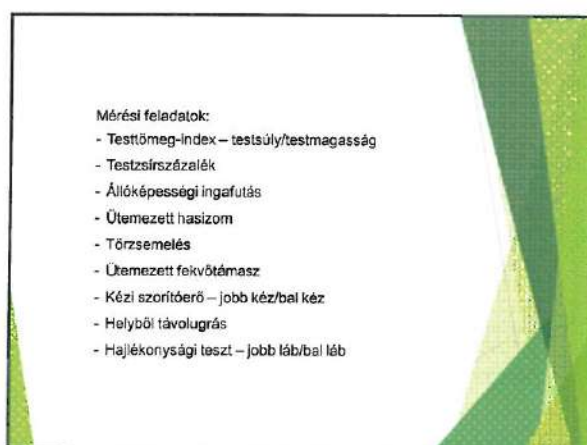 Mérési feladatok:
- Testtömeg-index – testsúly/testmagasság
- Testzsírszázalék
- Állóképességi ingafutás
- Ütemezett hasizom
- Törzsemelés
- Ütemezett fekvőtámasz
- Kézi szorítóerő – jobb kéz/bal kéz
- Helyből távolugrás
- Hajlékonysági teszt – jobb láb/bal láb